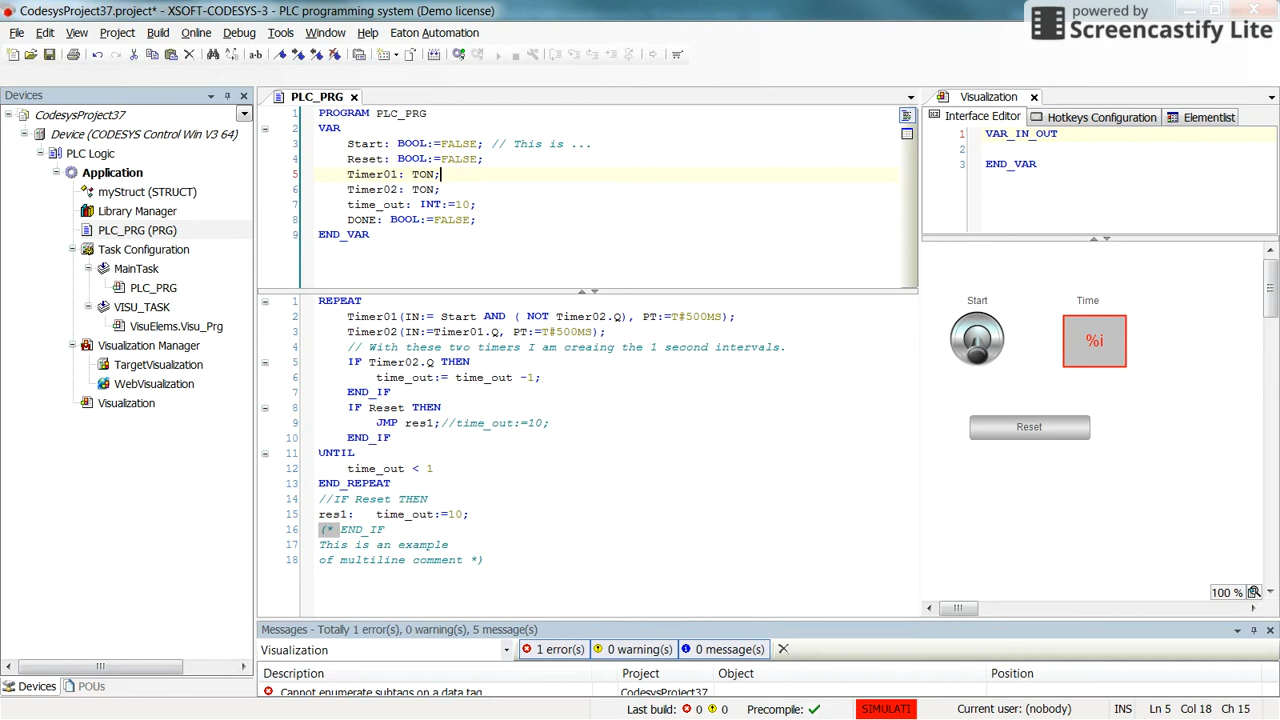 CodesysProject37.project* - XSOFT-CODESYS-3 - PLC programming system (Demo license)
powered by
Screencastify Lite
File Edit View Project Build Online Debug Tools Window Help Eaton Automation
Devices
CodesysProject37
Device (CODESYS Control Win V3 64)
PLC Logic
Application
myStruct (STRUCT)
Library Manager
PLC_PRG (PRG)
Task Configuration
MainTask
PLC_PRG
VISU_TASK
VisuElems.Visu_Prg
Visualization Manager
TargetVisualization
WebVisualization
Visualization
Devices POUs
PLC_PRG
1 PROGRAM PLC_PRG
2 VAR
3 Start: BOOL:=FALSE; // This is ...
4 Reset: BOOL:=FALSE;
5 Timer01: TON;
6 Timer02: TON;
7 time_out: INT:=10;
8 DONE: BOOL:=FALSE;
9 END_VAR
1 REPEAT
2 Timer01(IN:= Start AND ( NOT Timer02.Q), PT:=T#500MS);
3 Timer02(IN:=Timer01.Q, PT:=T#500MS);
4 // With these two timers I am creaing the 1 second intervals.
5 IF Timer02.Q THEN
6 time_out:= time_out -1;
7 END_IF
8 IF Reset THEN
9 JMP res1;//time_out:=10;
10 END_IF
11 UNTIL
12 time_out < 1
13 END_REPEAT
14 //IF Reset THEN
15 res1: time_out:=10;
16 (* END_IF
17 This is an example
18 of multiline comment *)
Visualization
Interface Editor Hotkeys Configuration Elementlist
1 VAR_IN_OUT
2
3 END_VAR
Start Time
%i
Reset
100 %
Messages - Totally 1 error(s), 0 warning(s), 5 message(s)
Visualization 1 error(s) 0 warning(s) 0 message(s)
Description Project Object Position
Cannot enumerate subtags on a data tag CodesysProject37
Last build: 0 0 Precompile: SIMULATI Current user: (nobody) INS Ln 5 Col 18 Ch 15